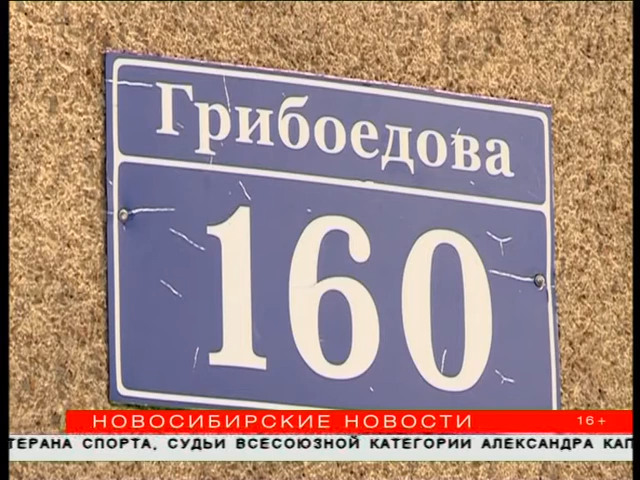 Грибоедова
160
НОВОСИБИРСКИЕ НОВОСТИ 16+
СПОРТА, СУДЬИ ВСЕСОЮЗНОЙ КАТЕГОРИИ АЛЕКСАНДРА